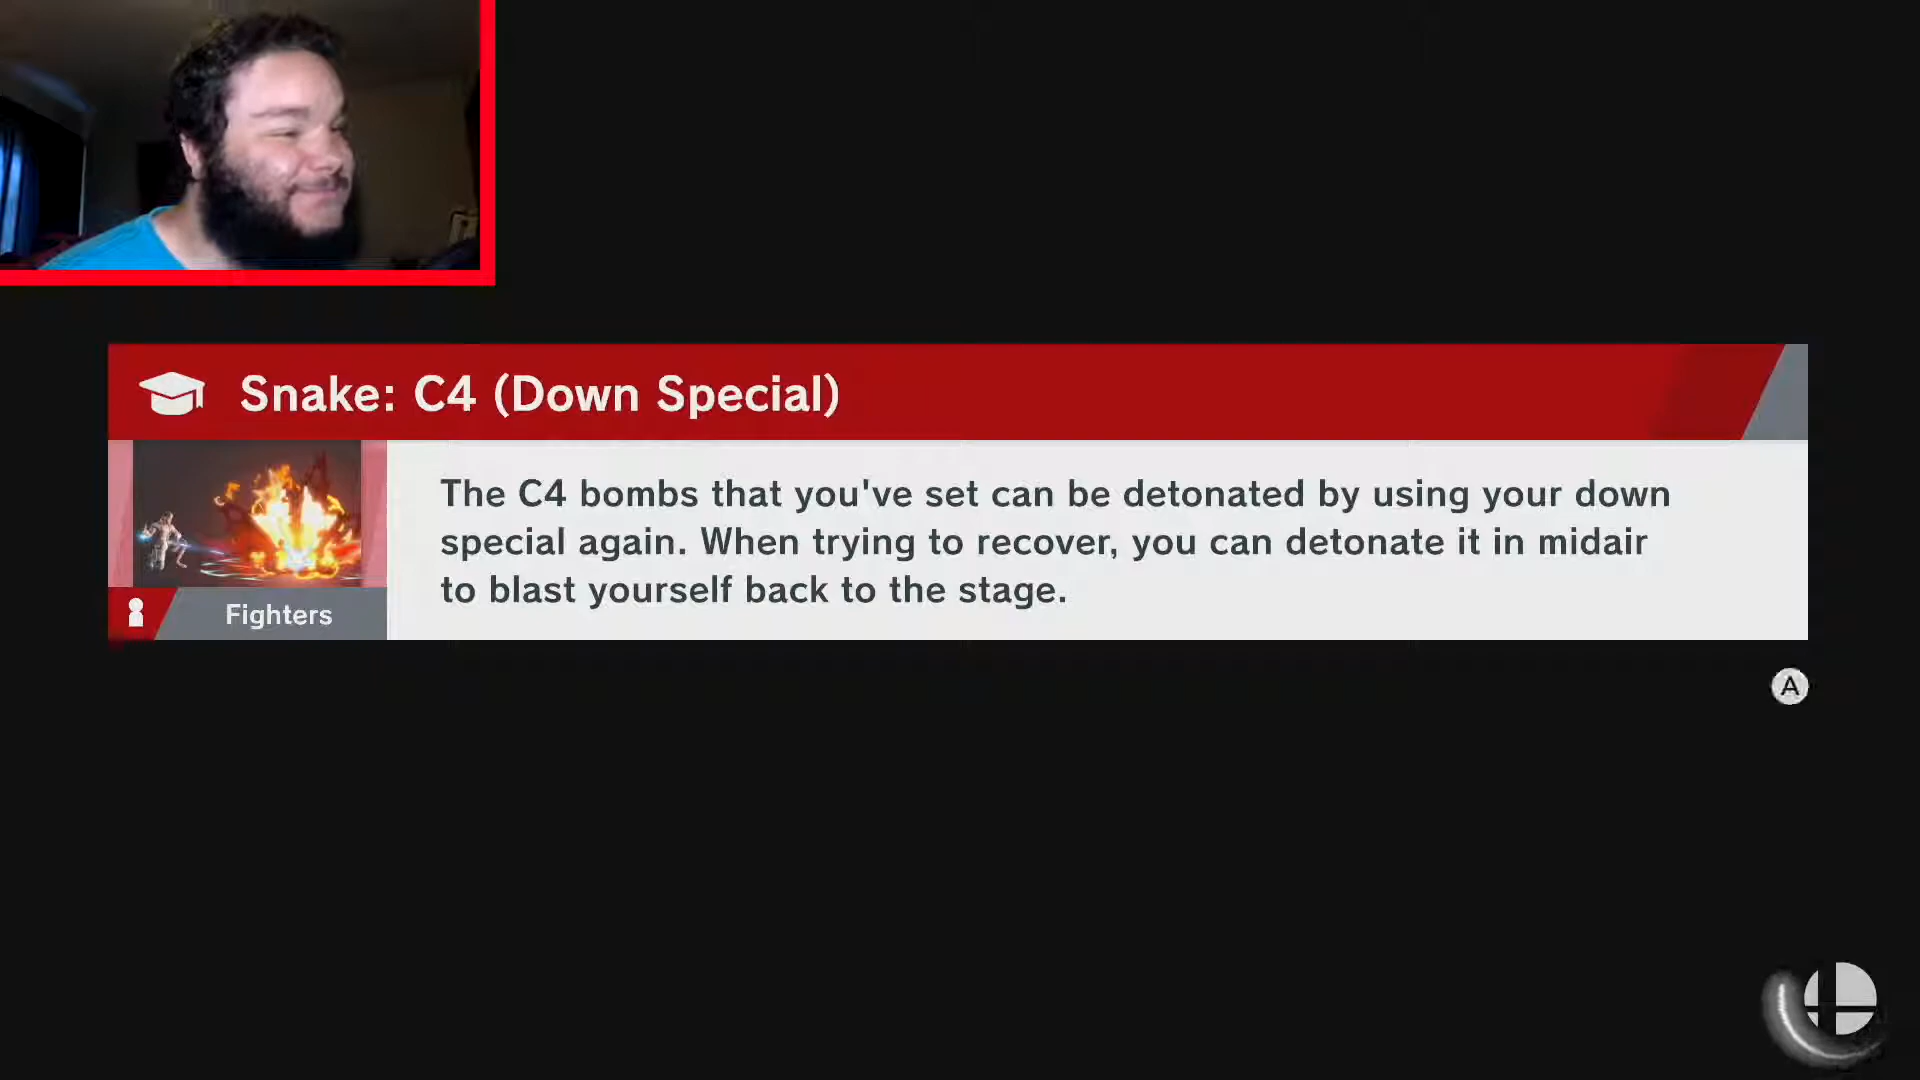 Snake: C4 (Down Special)
The C4 bombs that you've set can be detonated by using your down
special again. When trying to recover, you can detonate it in midair
to blast yourself back to the stage.
Fighters
A